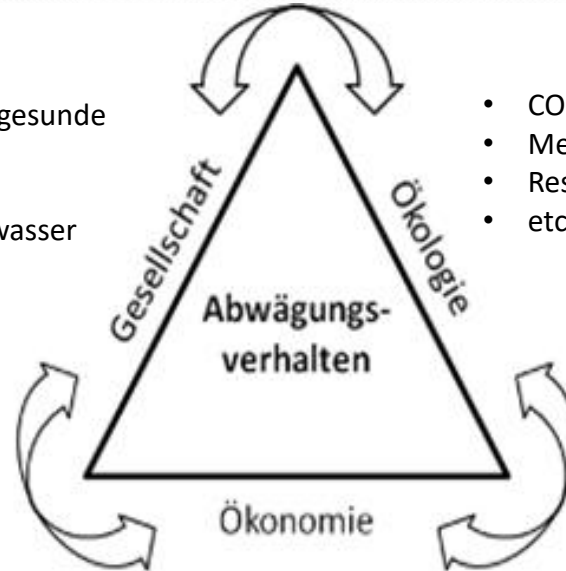 gesunde
wasser
Gesellschaft
Ökologie
Abwägungs-
verhalten
Ökonomie
• CO
• Me
• Res
• etc